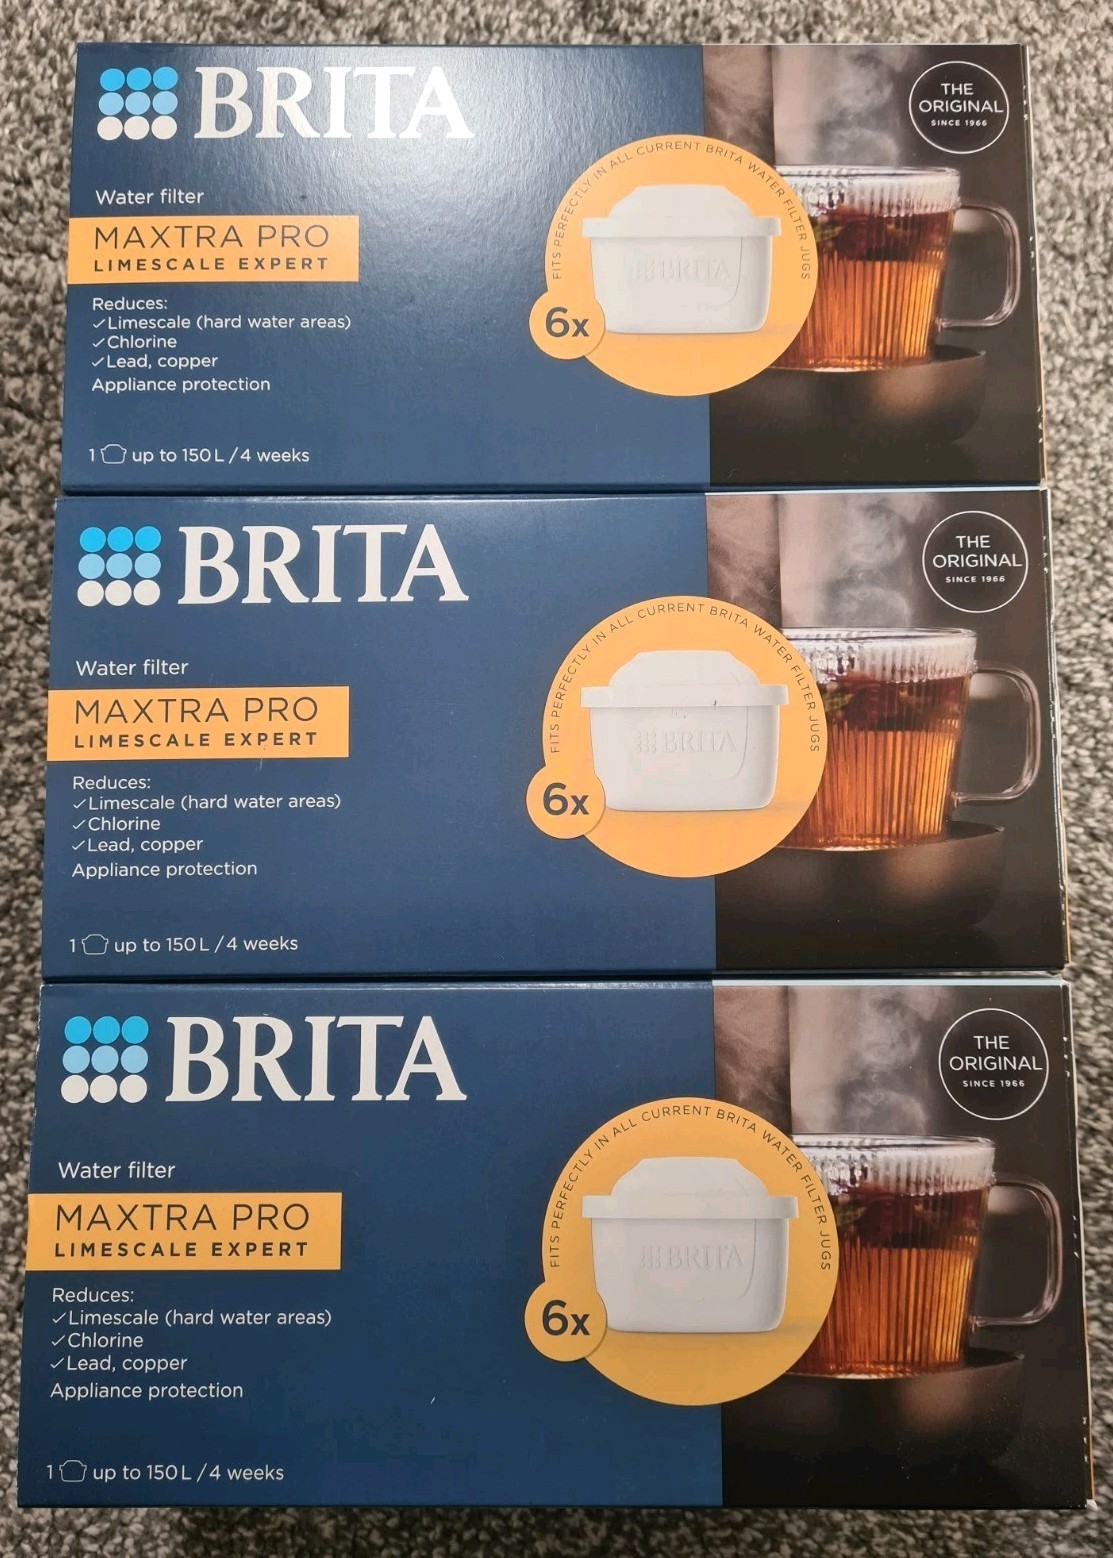 BRITA
THE
ORIGINAL
SINCE 1966
Water filter
MAXTRA PRO
LIMESCALE EXPERT
FITS PERFECTLY IN ALL CURRENT BRITA WATER FILTER JUGS
BRITA
6x
Reduces:
✓Limescale (hard water areas)
✓Chlorine
✓Lead, copper
Appliance protection
1 up to 150L/4 weeks
BRITA
THE
ORIGINAL
SINCE 1966
Water filter
MAXTRA PRO
LIMESCALE EXPERT
FITS PERFECTLY IN ALL CURRENT BRITA WATER FILTER JUGS
BRITA
6x
Reduces:
✓Limescale (hard water areas)
✓Chlorine
✓Lead, copper
Appliance protection
1 up to 150L/4 weeks
BRITA
THE
ORIGINAL
SINCE 1966
Water filter
MAXTRA PRO
LIMESCALE EXPERT
FITS PERFECTLY IN ALL CURRENT BRITA WATER FILTER JUGS
BRITA
6x
Reduces:
✓Limescale (hard water areas)
✓Chlorine
✓Lead, copper
Appliance protection
1 up to 150L/4 weeks